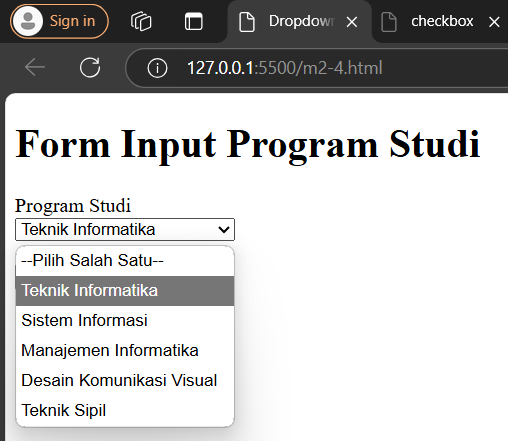 Sign in
Dropdown
checkbox
127.0.0.1:5500/m2-4.html
Form Input Program Studi
Program Studi
Teknik Informatika
--Pilih Salah Satu--
Teknik Informatika
Sistem Informasi
Manajemen Informatika
Desain Komunikasi Visual
Teknik Sipil